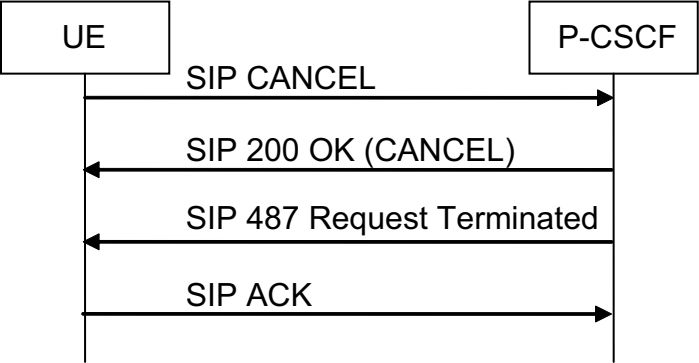 UE
P-CSCF
SIP CANCEL
SIP 200 OK (CANCEL)
SIP 487 Request Terminated
SIP ACK